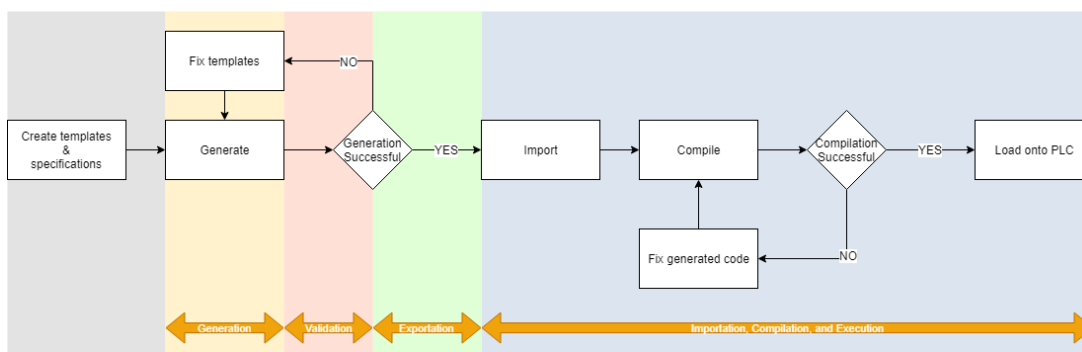 Fix templates
NO
Create templates
&
specifications
Generate
Generation
Successful
YES
Import
Compile
Compilation
Successful
YES
Load onto PLC
Fix generated code
NO
Generation
Validation
Exportation
Importation, Compilation, and Execution